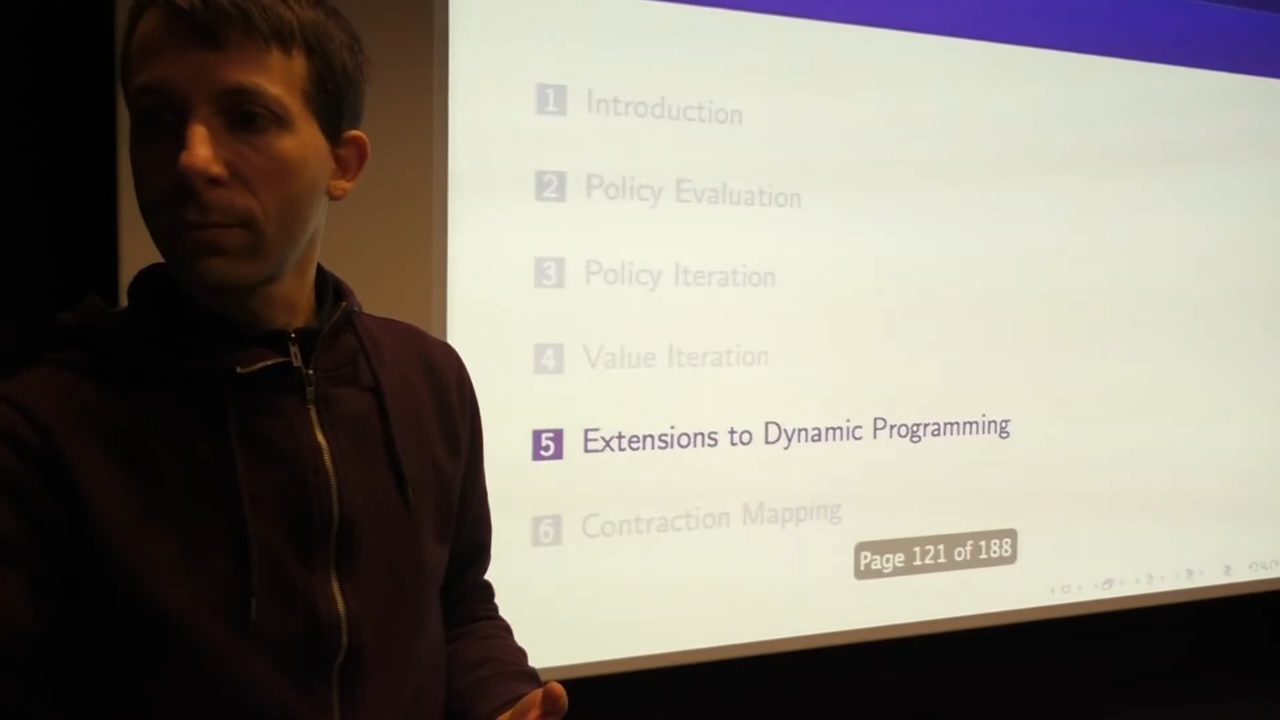 1 Introduction
2 Policy Evaluation
3 Policy Iteration
4 Value Iteration
5 Extensions to Dynamic Programming
6 Contraction Mapping
Page 121 of 188